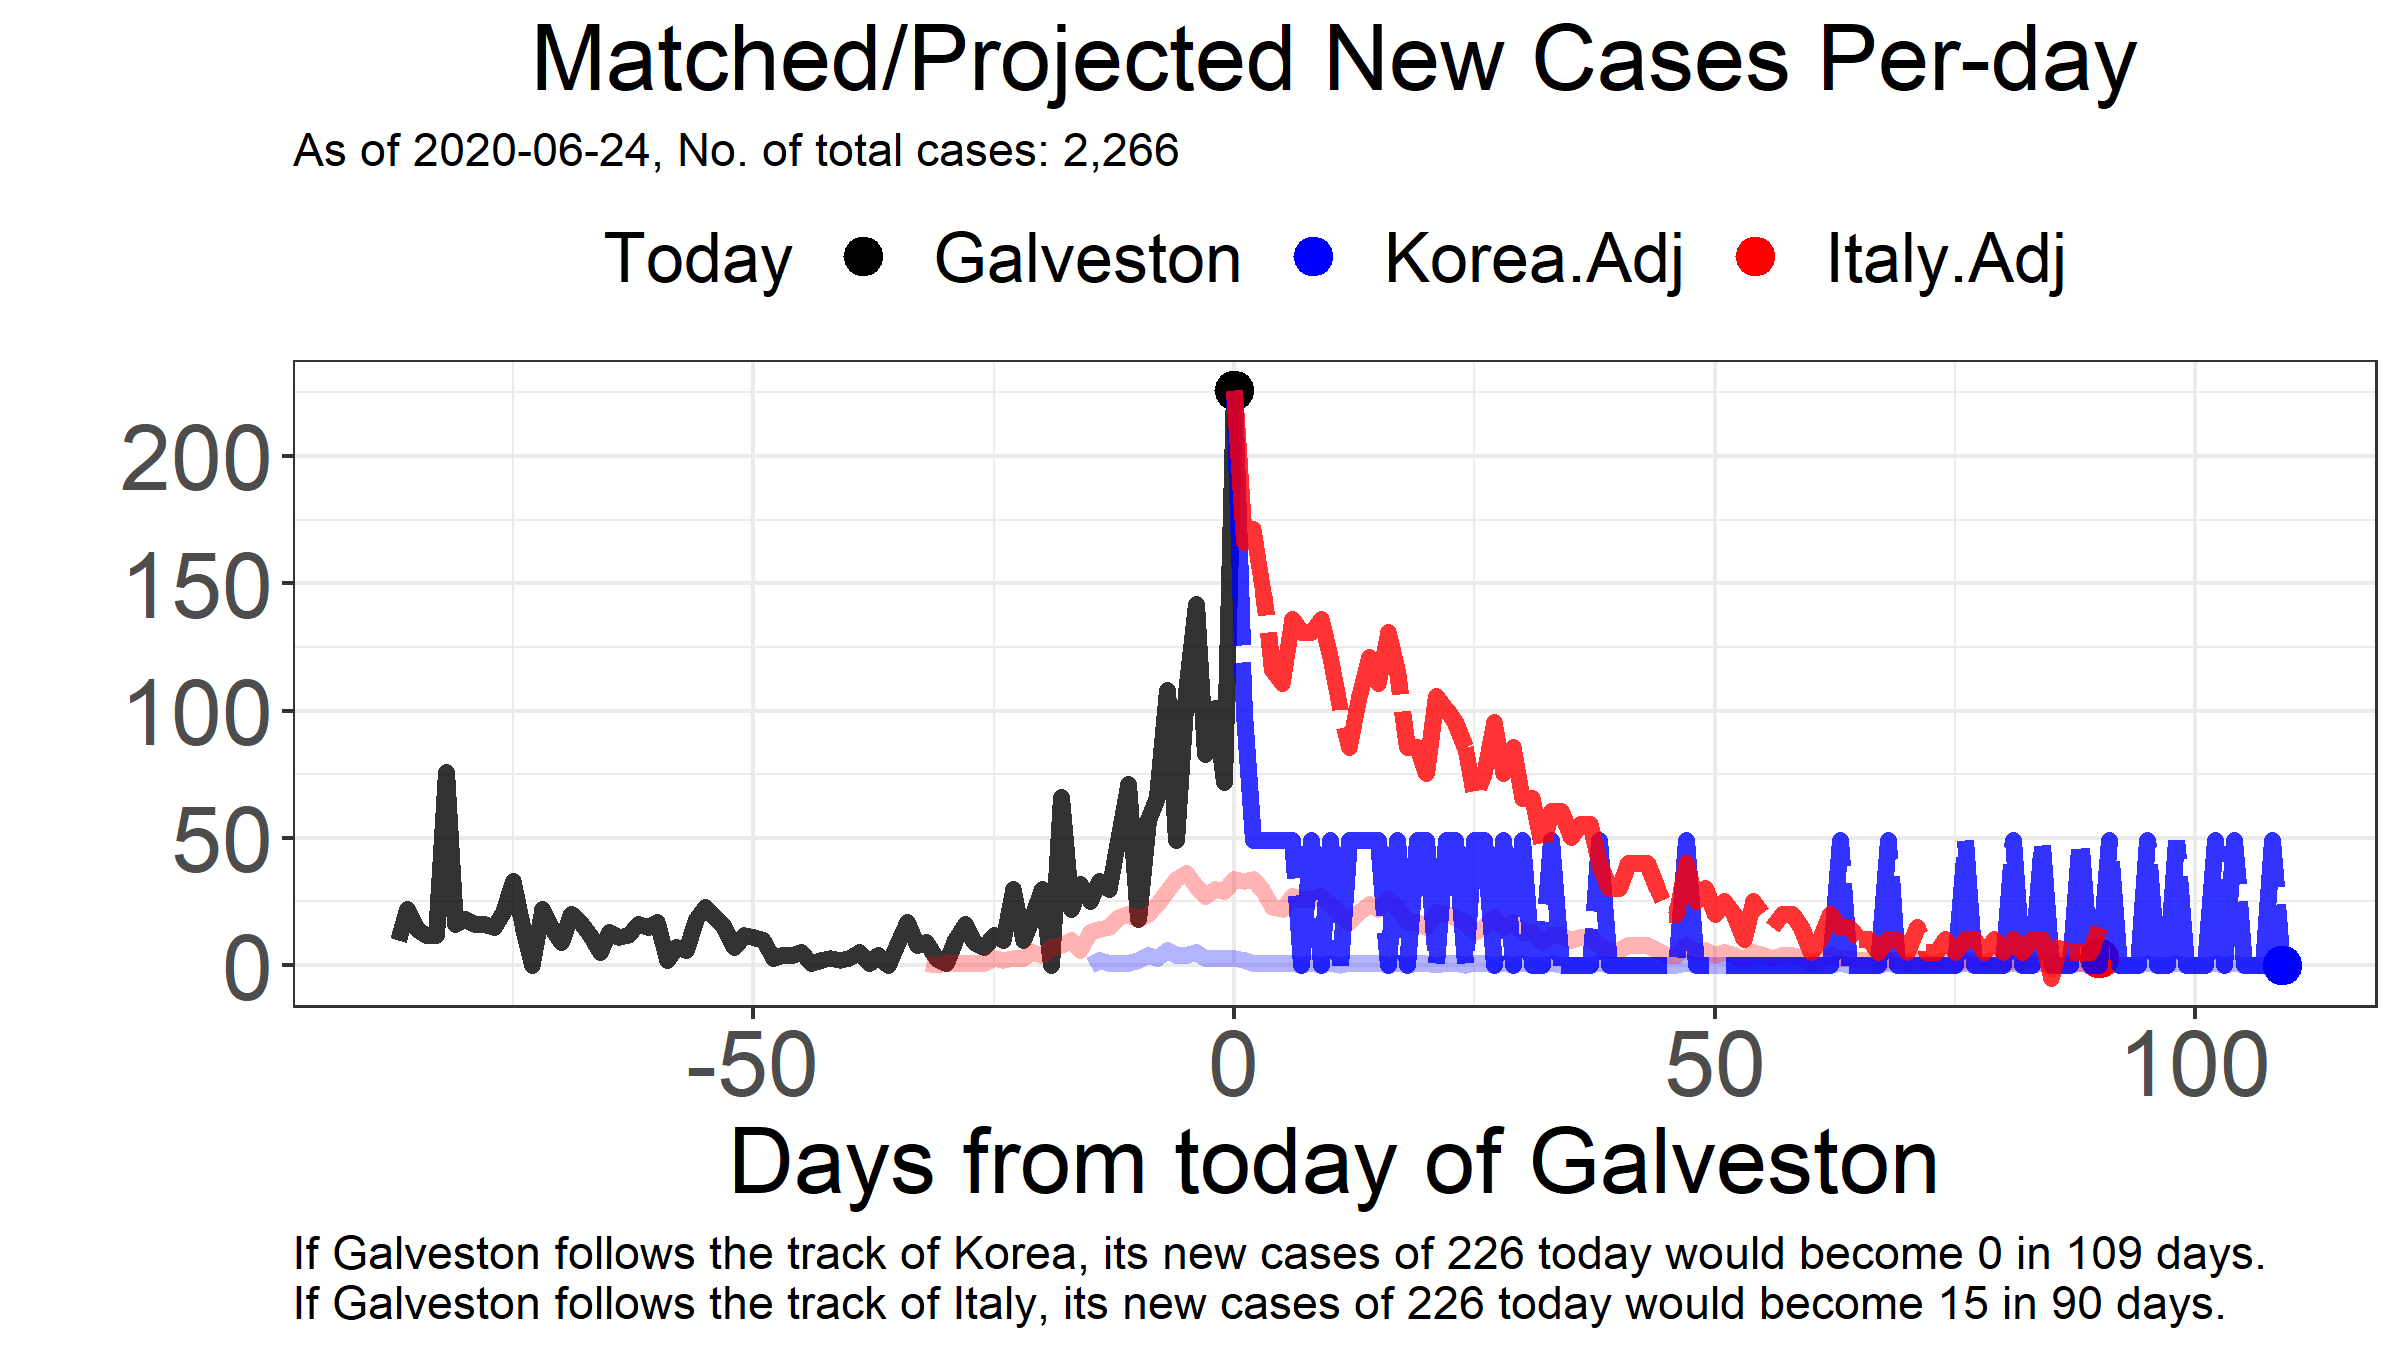 Matched/Projected New Cases Per-day
As of 2020-06-24, No. of total cases: 2,266
Today Galveston Korea.Adj Italy.Adj
200
150
100
50
0
-50 0 50 100
Days from today of Galveston
If Galveston follows the track of Korea, its new cases of 226 today would become 0 in 109 days.
If Galveston follows the track of Italy, its new cases of 226 today would become 15 in 90 days.